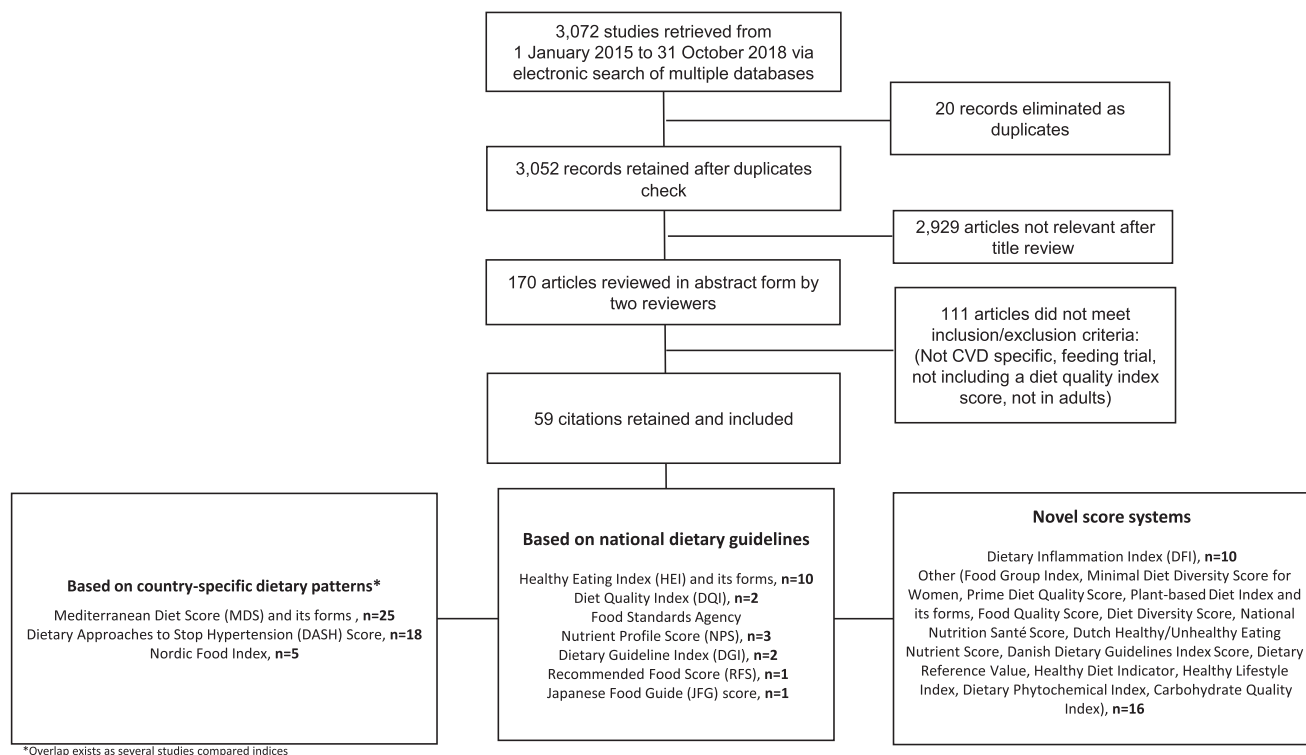 3,072 studies retrieved from
1 January 2015 to 31 October 2018 via
electronic search of multiple databases
20 records eliminated as
duplicates
3,052 records retained after duplicates
check
2,929 articles not relevant after
title review
170 articles reviewed in abstract form by
two reviewers
111 articles did not meet
inclusion/exclusion criteria:
(Not CVD specific, feeding trial,
not including a diet quality index
score, not in adults)
59 citations retained and included
Based on country-specific dietary patterns*
Mediterranean Diet Score (MDS) and its forms , n=25
Dietary Approaches to Stop Hypertension (DASH) Score, n=18
Nordic Food Index, n=5
Based on national dietary guidelines
Healthy Eating Index (HEI) and its forms, n=10
Diet Quality Index (DQI), n=2
Food Standards Agency
Nutrient Profile Score (NPS), n=3
Dietary Guideline Index (DGI), n=2
Recommended Food Score (RFS), n=1
Japanese Food Guide (JFG) score, n=1
Novel score systems
Dietary Inflammation Index (DFI), n=10
Other (Food Group Index, Minimal Diet Diversity Score for
Women, Prime Diet Quality Score, Plant-based Diet Index and
its forms, Food Quality Score, Diet Diversity Score, National
Nutrition Santé Score, Dutch Healthy/Unhealthy Eating
Nutrient Score, Danish Dietary Guidelines Index Score, Dietary
Reference Value, Healthy Diet Indicator, Healthy Lifestyle
Index, Dietary Phytochemical Index, Carbohydrate Quality
Index), n=16
*Overlap exists as several studies compared indices